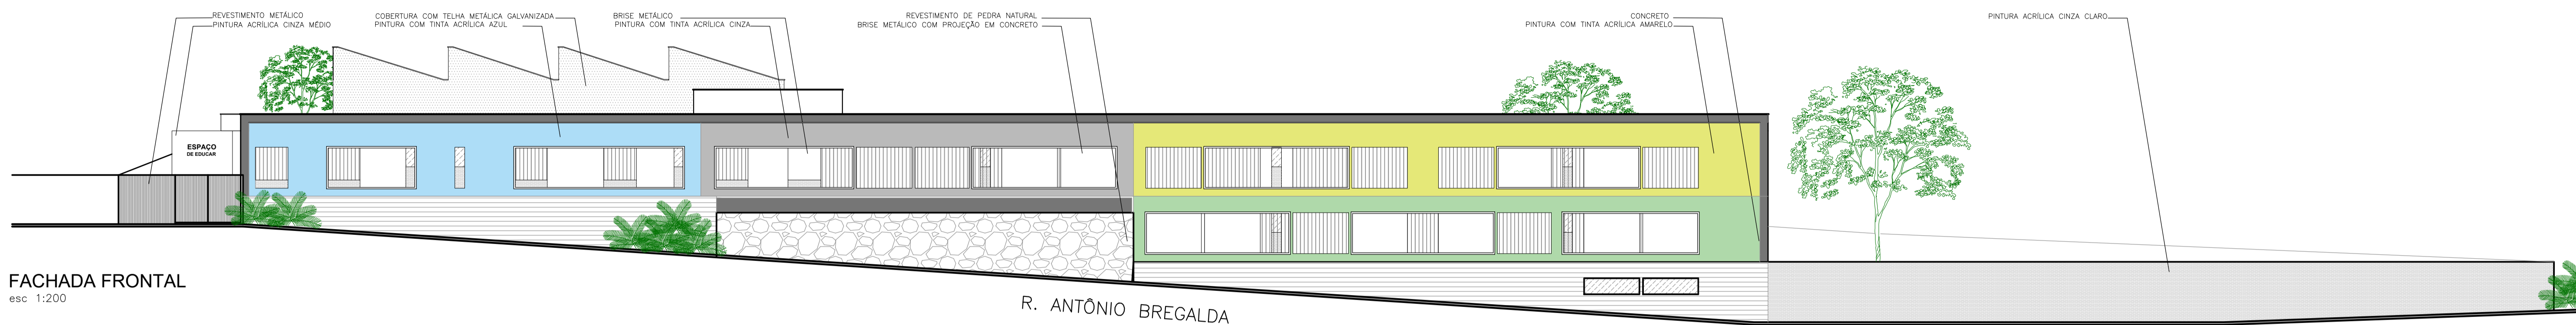 REVESTIMENTO METÁLICO
PINTURA ACRÍLICA CINZA MÉDIO
COBERTURA COM TELHA METÁLICA GALVANIZADA
PINTURA COM TINTA ACRÍLICA AZUL
BRISE METÁLICO
PINTURA COM TINTA ACRÍLICA CINZA
REVESTIMENTO DE PEDRA NATURAL
BRISE METÁLICO COM PROJEÇÃO EM CONCRETO
CONCRETO
PINTURA COM TINTA ACRÍLICA AMARELO
PINTURA ACRÍLICA CINZA CLARO
ESPAÇO
DE EDUCAR
FACHADA FRONTAL
esc 1:200
R. ANTÔNIO BREGALDA